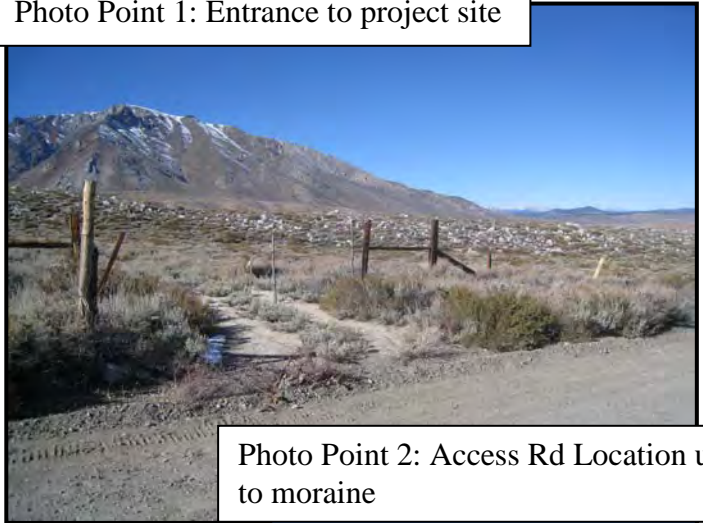 Photo Point 1: Entrance to project site
Photo Point 2: Access Rd Location
to moraine